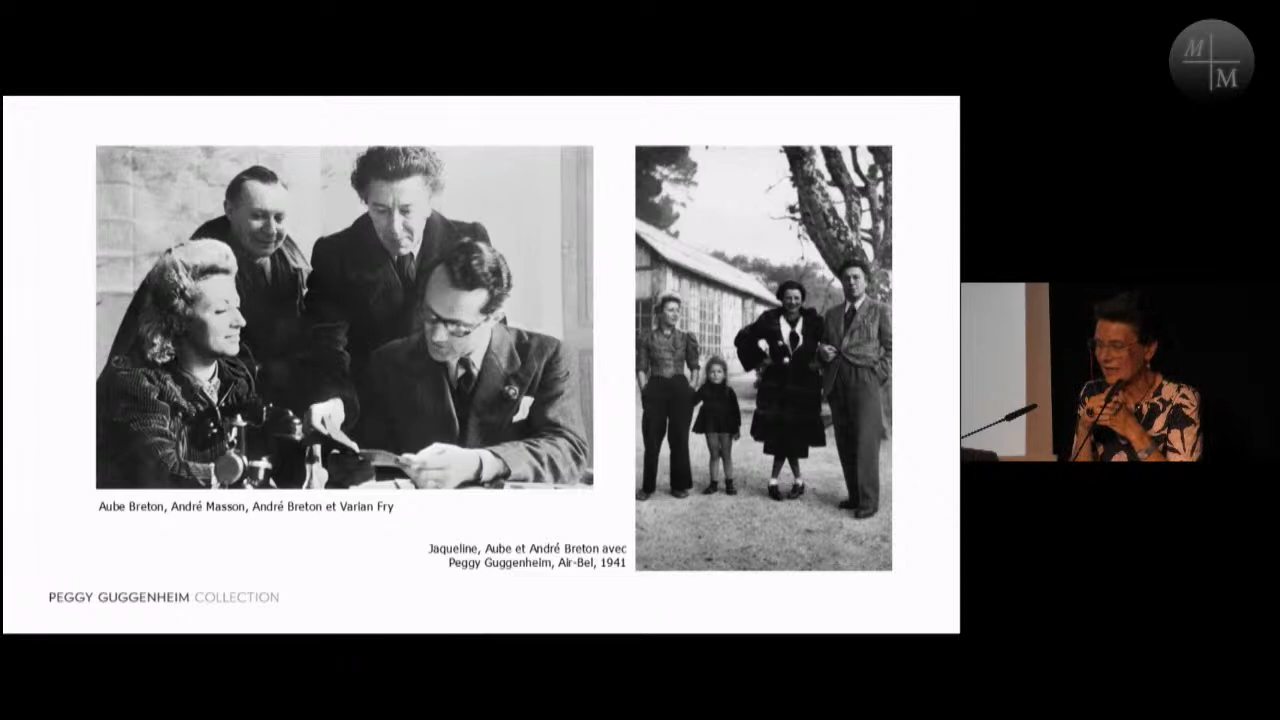 M
M
Aube Breton, André Masson, André Breton et Varian Fry
Jaqueline, Aube et André Breton avec
Peggy Guggenheim, Air-Bel, 1941
PEGGY GUGGENHEIM COLLECTION